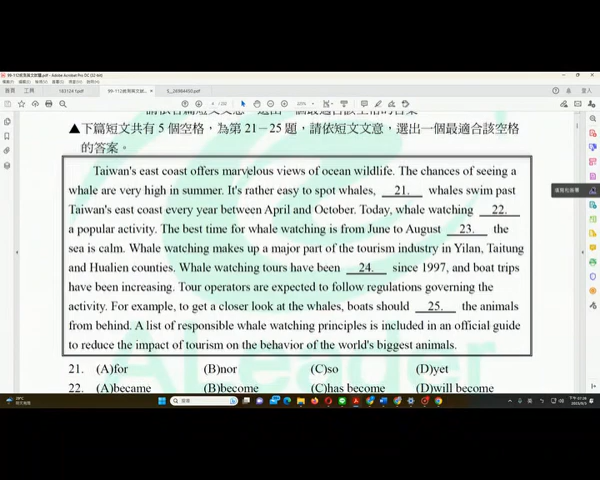 首頁 工具 登入
▲下篇短文共有 5 個空格，為第 21－25 題，請依短文文意，選出一個最適合該空格
的答案。
Taiwan's east coast offers marvelous views of ocean wildlife. The chances of seeing a
whale are very high in summer. It's rather easy to spot whales, 21. whales swim past
Taiwan's east coast every year between April and October. Today, whale watching 22.
a popular activity. The best time for whale watching is from June to August 23. the
sea is calm. Whale watching makes up a major part of the tourism industry in Yilan, Taitung
and Hualien counties. Whale watching tours have been 24. since 1997, and boat trips
have been increasing. Tour operators are expected to follow regulations governing the
activity. For example, to get a closer look at the whales, boats should 25. the animals
from behind. A list of responsible whale watching principles is included in an official guide
to reduce the impact of tourism on the behavior of the world's biggest animals.
21. (A)for (B)nor (C)so (D)yet
22. (A)became (B)become (C)has become (D)will become